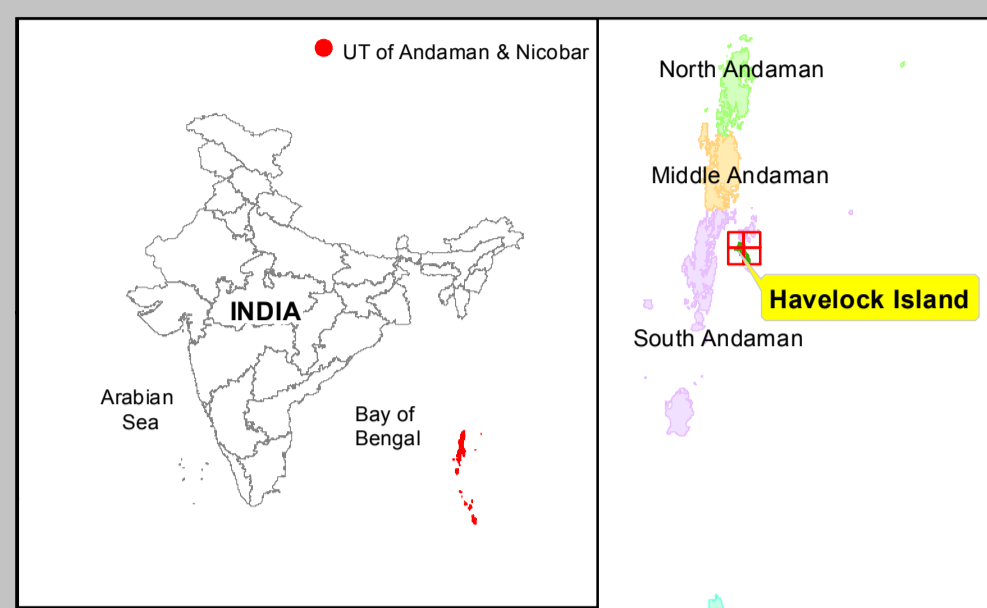 UT of Andaman & Nicobar
INDIA
Arabian
Sea
Bay of
Bengal
North Andaman
Middle Andaman
Havelock Island
South Andaman